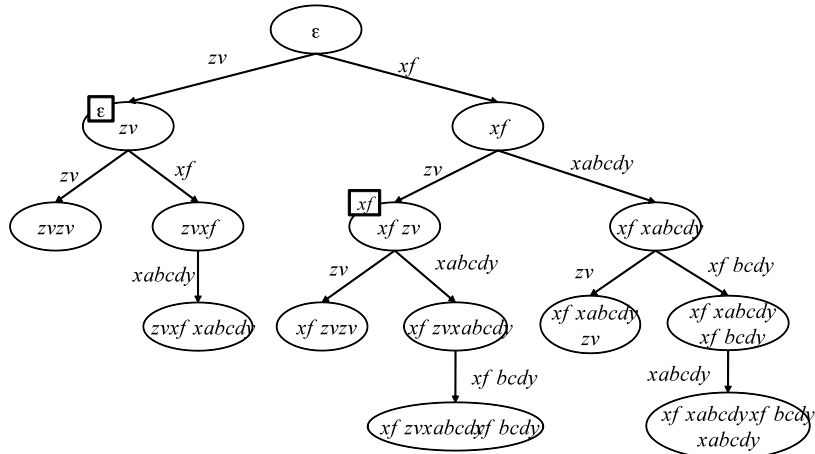 ε
zv
xf
ε
zv
xf
zv
xf
zv
xabcdy
zvzv
zvxf
xf
xf zv
xf xabcdy
xabcdy
zv
xabcdy
zv
xf bcdy
zvxf xabcdy
xf zvzv
xf zvxabcdy
xf xabcdy
zv
xf xabcdy
xf bcdy
xf bcdy
xabcdy
xf zvxabcdyxf bcdy
xf xabcdyxf bcdy
xabcdy